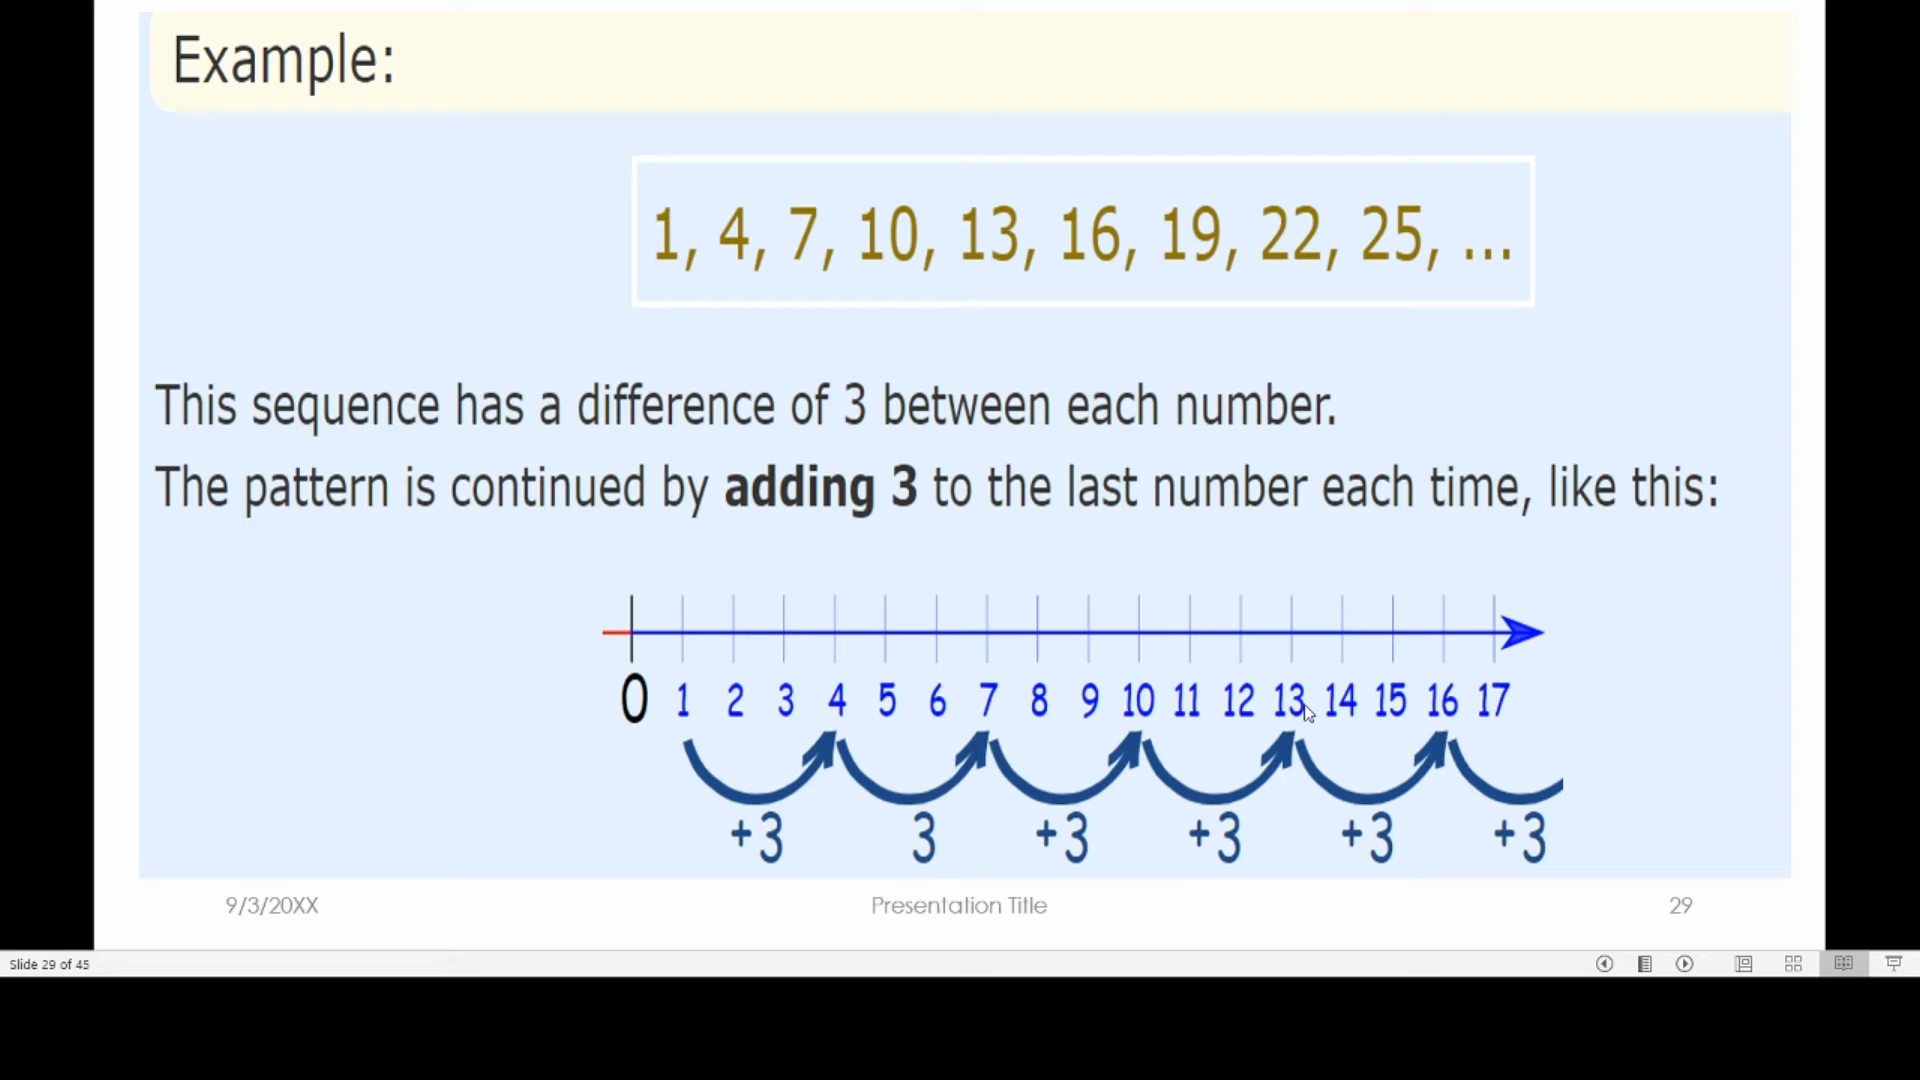 Example:
1, 4, 7, 10, 13, 16, 19, 22, 25, ...
This sequence has a difference of 3 between each number.
The pattern is continued by adding 3 to the last number each time, like this:
0 1 2 3 4 5 6 7 8 9 10 11 12 13 14 15 16 17
+3 3 +3 +3 +3 +3
9/3/20XX Presentation Title 29
Slide 29 of 45